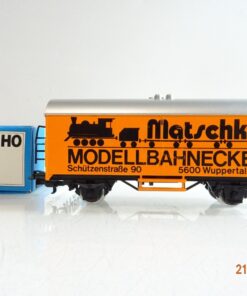 HO
Matschk
MODELLBAHNECKE
Schützenstraße 90 5600 Wuppertal
21